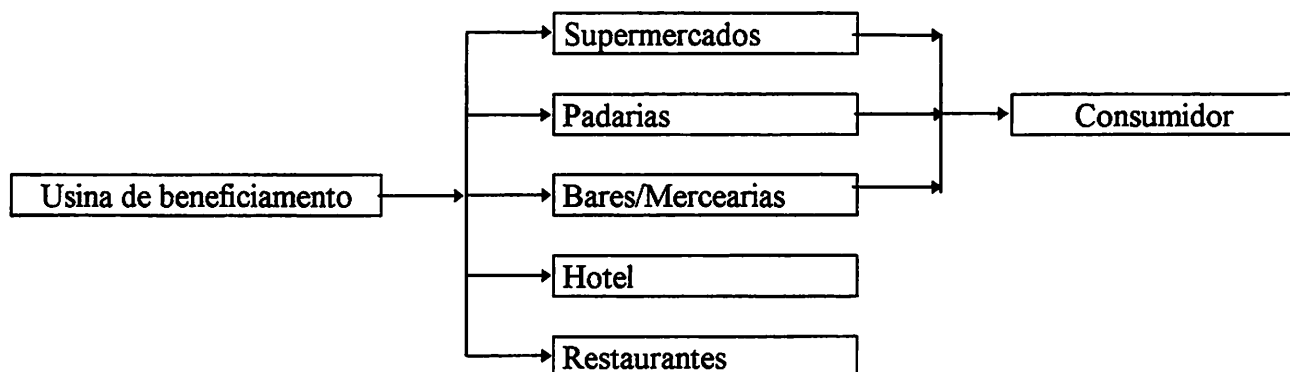 Supermercados
Padarias
Consumidor
Usina de beneficiamento
Bares/Mercearias
Hotel
Restaurantes